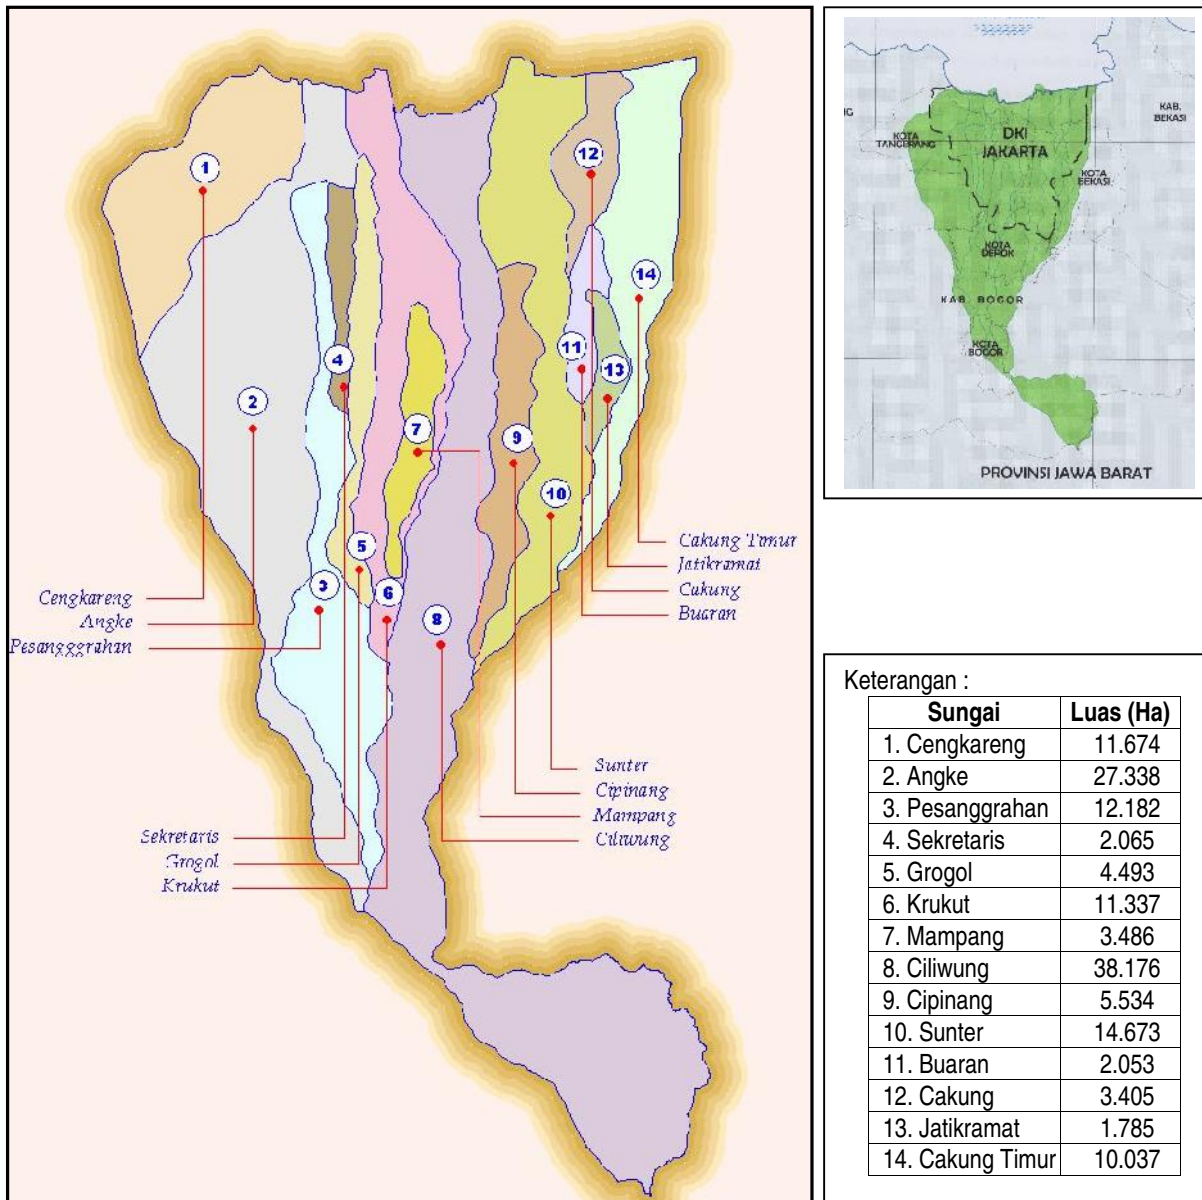 1
12
14
11
4
13
2
7
9
10
5
3
6
8
Cengkareng
Angke
Pesangggrahan
Cakung Timur
Jatikramat
Cakung
Buaran
Sunter
Cipinang
Mampang
Ciliwung
Sekretaris
Grogol
Krukut
KAB. BEKASI
KOTA TANGERANG
DKI JAKARTA
KOTA BEKASI
KOTA DEPOK
KAB. BOGOR
KOTA BOGOR
PROVINSI JAWA BARAT
Keterangan :
Sungai Luas (Ha)
1. Cengkareng 11.674
2. Angke 27.338
3. Pesanggrahan 12.182
4. Sekretaris 2.065
5. Grogol 4.493
6. Krukut 11.337
7. Mampang 3.486
8. Ciliwung 38.176
9. Cipinang 5.534
10. Sunter 14.673
11. Buaran 2.053
12. Cakung 3.405
13. Jatikramat 1.785
14. Cakung Timur 10.037